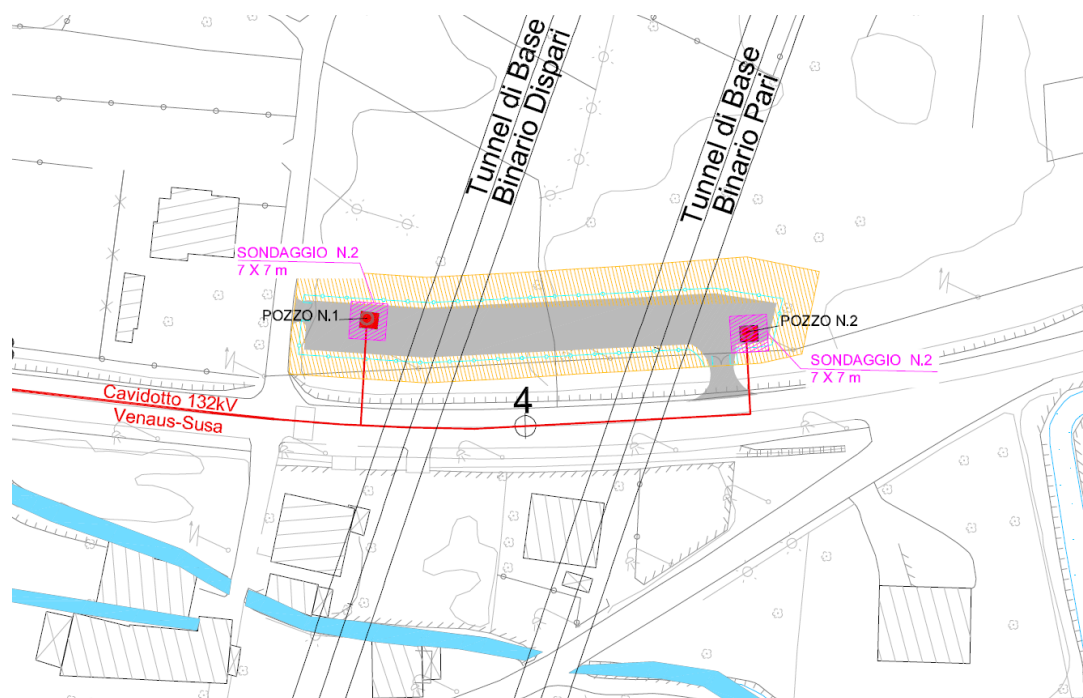 Tunnel di Base
Binario Dispari
Tunnel di Base
Binario Pari
SONDAGGIO N.2
7 X 7 m
POZZO N.1
POZZO N.2
SONDAGGIO N.2
7 X 7 m
Cavidotto 132kV
Venaus-Susa
4